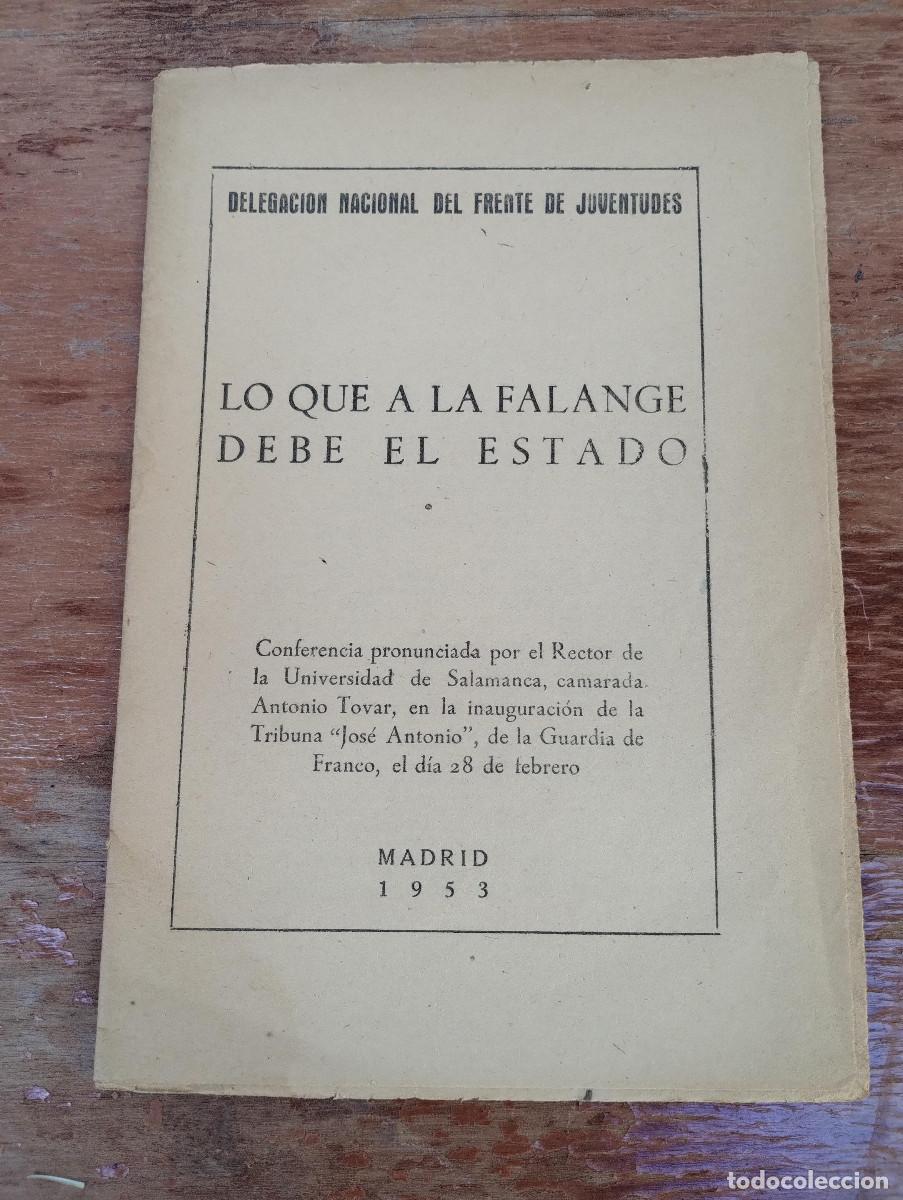 DELEGACION NACIONAL DEL FRENTE DE JUVENTUDES
LO QUE A LA FALANGE
DEBE EL ESTADO
Conferencia pronunciada por el Rector de
la Universidad de Salamanca, camarada
Antonio Tovar, en la inauguración de la
Tribuna "José Antonio", de la Guardia de
Franco, el día 28 de febrero
MADRID
1953
todocoleccion